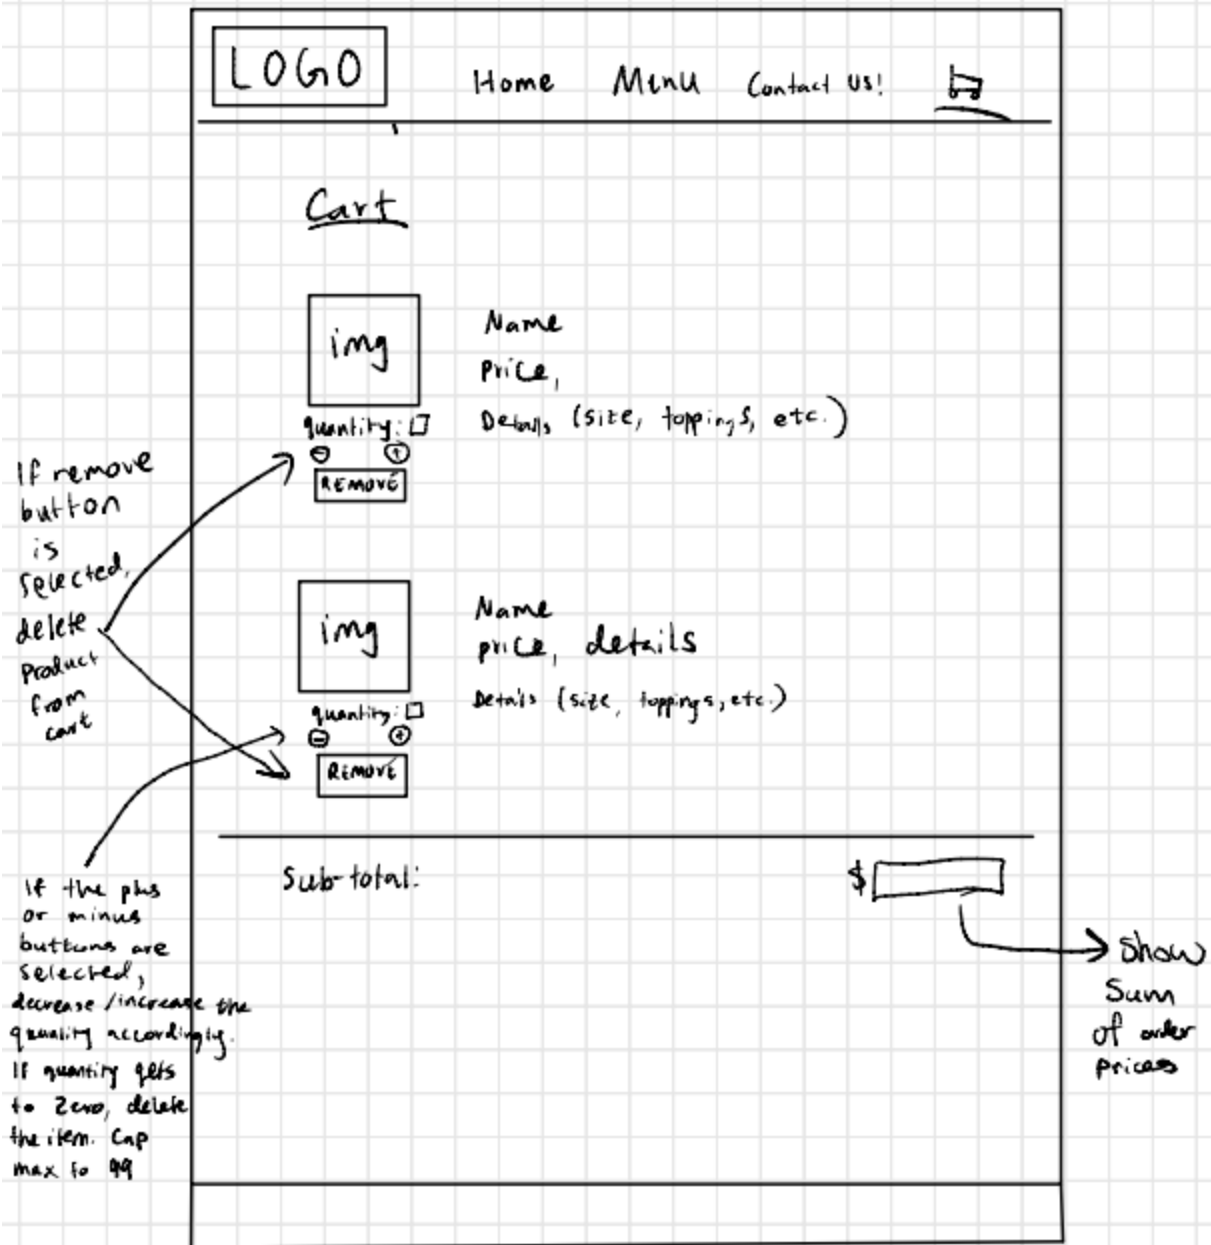 LOGO
Home Menu Contact Us!
Cart
img
Name
price,
Details (size, toppings, etc.)
quantity:
- +
REMOVE
If remove
button
is
selected,
delete
product
from
cart
img
Name
price, details
Details (size, toppings, etc.)
quantity:
- +
REMOVE
Sub-total:
$
If the plus
or minus
buttons are
selected,
decrease/increase the
quality accordingly.
If quantity gets
to zero, delete
the item. Cap
max to 99
Show
Sum
of order
prices